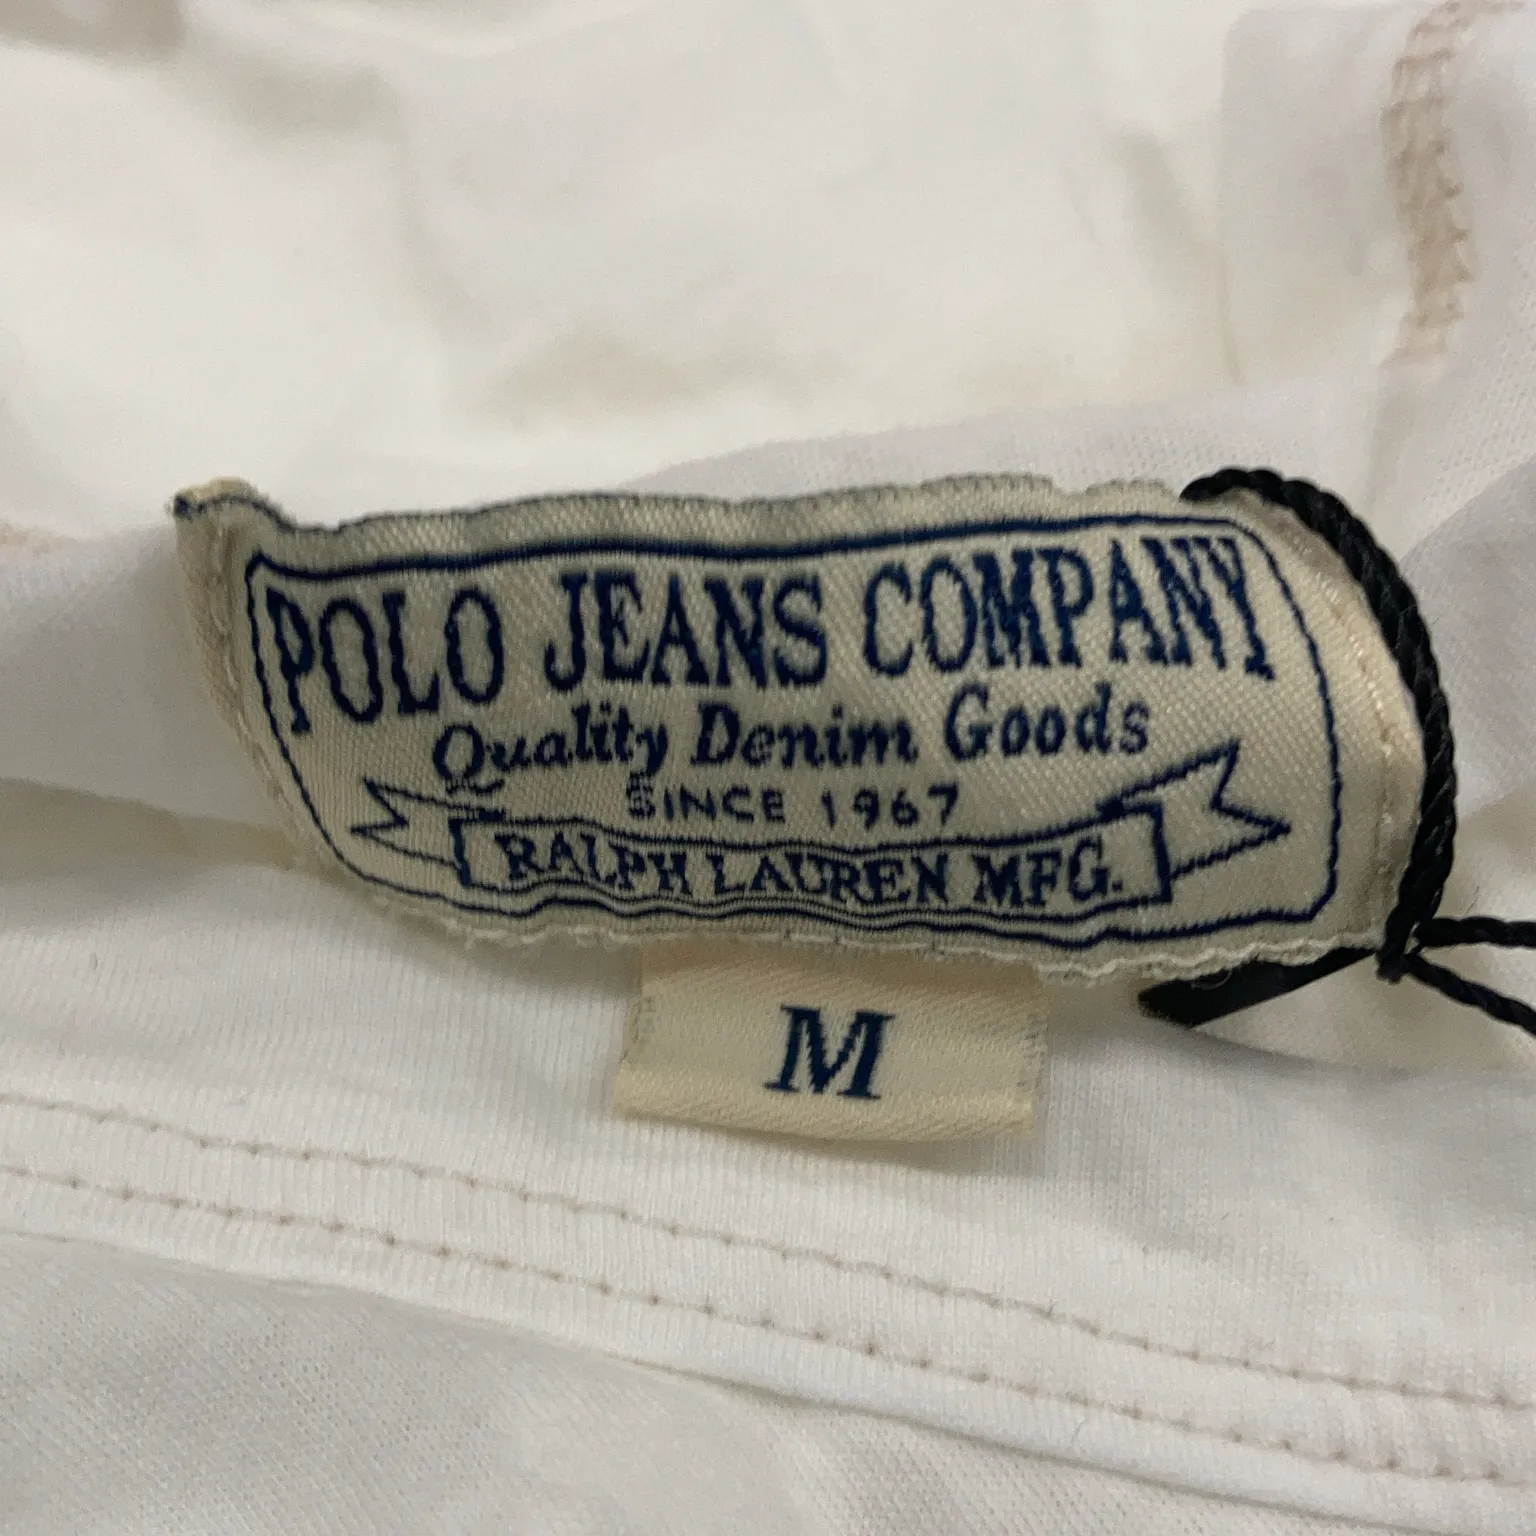 POLO JEANS COMPANY
Quality Denim Goods
SINCE 1967
RALPH LAUREN MFG.
M